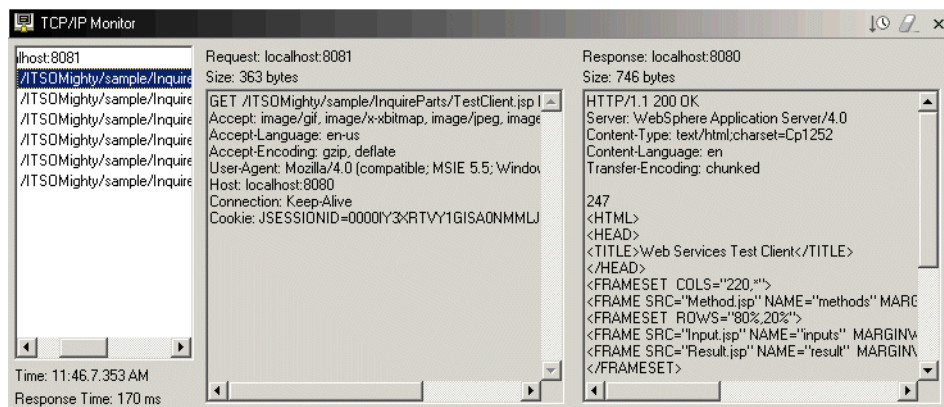 TCP/IP Monitor
lhost:8081
/ITSOMighty/sample/Inquire
/ITSOMighty/sample/Inquire
/ITSOMighty/sample/Inquire
/ITSOMighty/sample/Inquire
/ITSOMighty/sample/Inquire
/ITSOMighty/sample/Inquire
Time: 11:46.7.353 AM
Response Time: 170 ms
Request: localhost:8081
Size: 363 bytes
GET /ITSOMighty/sample/InquireParts/TestClient.jsp
Accept: image/gif, image/x-xbitmap, image/jpeg, image
Accept-Language: en-us
Accept-Encoding: gzip, deflate
User-Agent: Mozilla/4.0 (compatible; MSIE 5.5; Window
Host: localhost:8080
Connection: Keep-Alive
Cookie: JSESSIONID=0000IY3XRTVY1GISA0NMMLJ
Response: localhost:8080
Size: 746 bytes
HTTP/1.1 200 OK
Server: WebSphere Application Server/4.0
Content-Type: text/html;charset=Cp1252
Content-Language: en
Transfer-Encoding: chunked
247
<HTML>
<HEAD>
<TITLE>Web Services Test Client</TITLE>
</HEAD>
<FRAMESET  COLS="220,*">
<FRAME SRC="Method.jsp" NAME="methods" MARG
<FRAMESET  ROWS="80%,20%">
<FRAME SRC="Input.jsp" NAME="inputs"  MARGINW
<FRAME SRC="Result.jsp" NAME="result"  MARGINW
</FRAMESET>